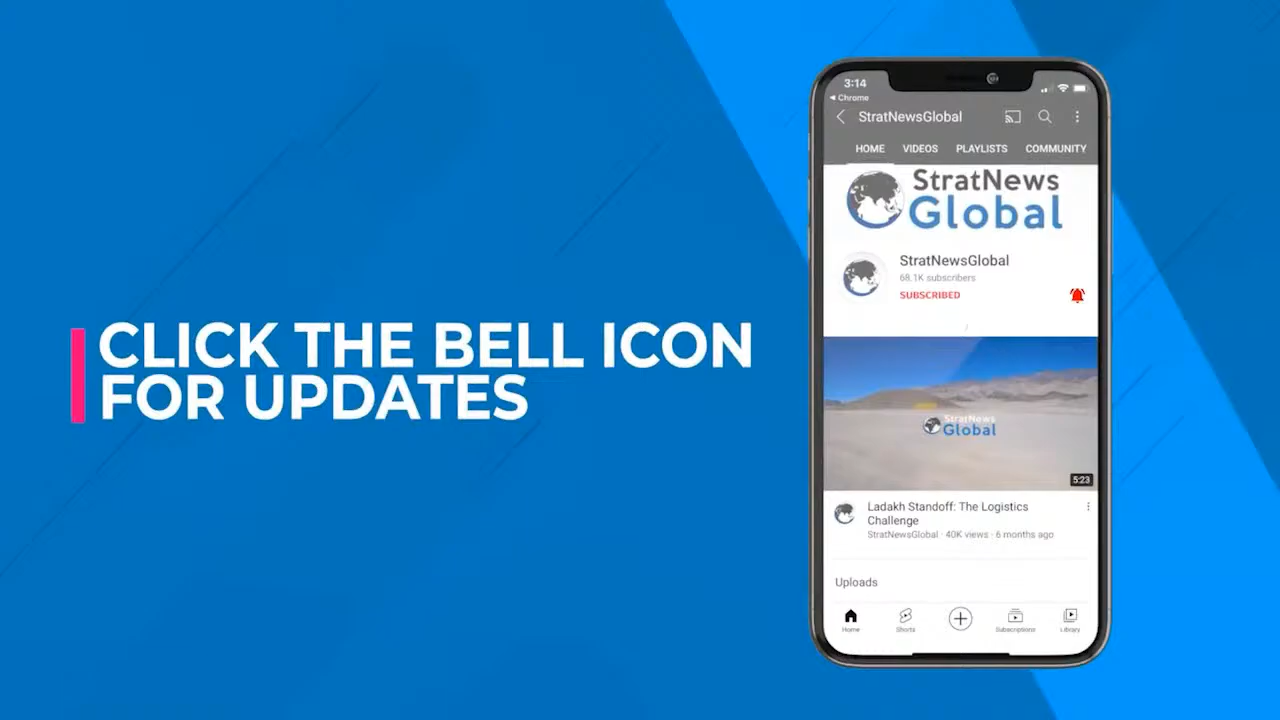 CLICK THE BELL ICON
FOR UPDATES
3:14
Chrome
StratNewsGlobal
HOME VIDEOS PLAYLISTS COMMUNITY
StratNews
Global
StratNewsGlobal
68.1K subscribers
SUBSCRIBED
StratNews
Global
5:23
Ladakh Standoff: The Logistics
Challenge
StratNewsGlobal · 40K views · 6 months ago
Uploads
Home Shorts Subscriptions Library